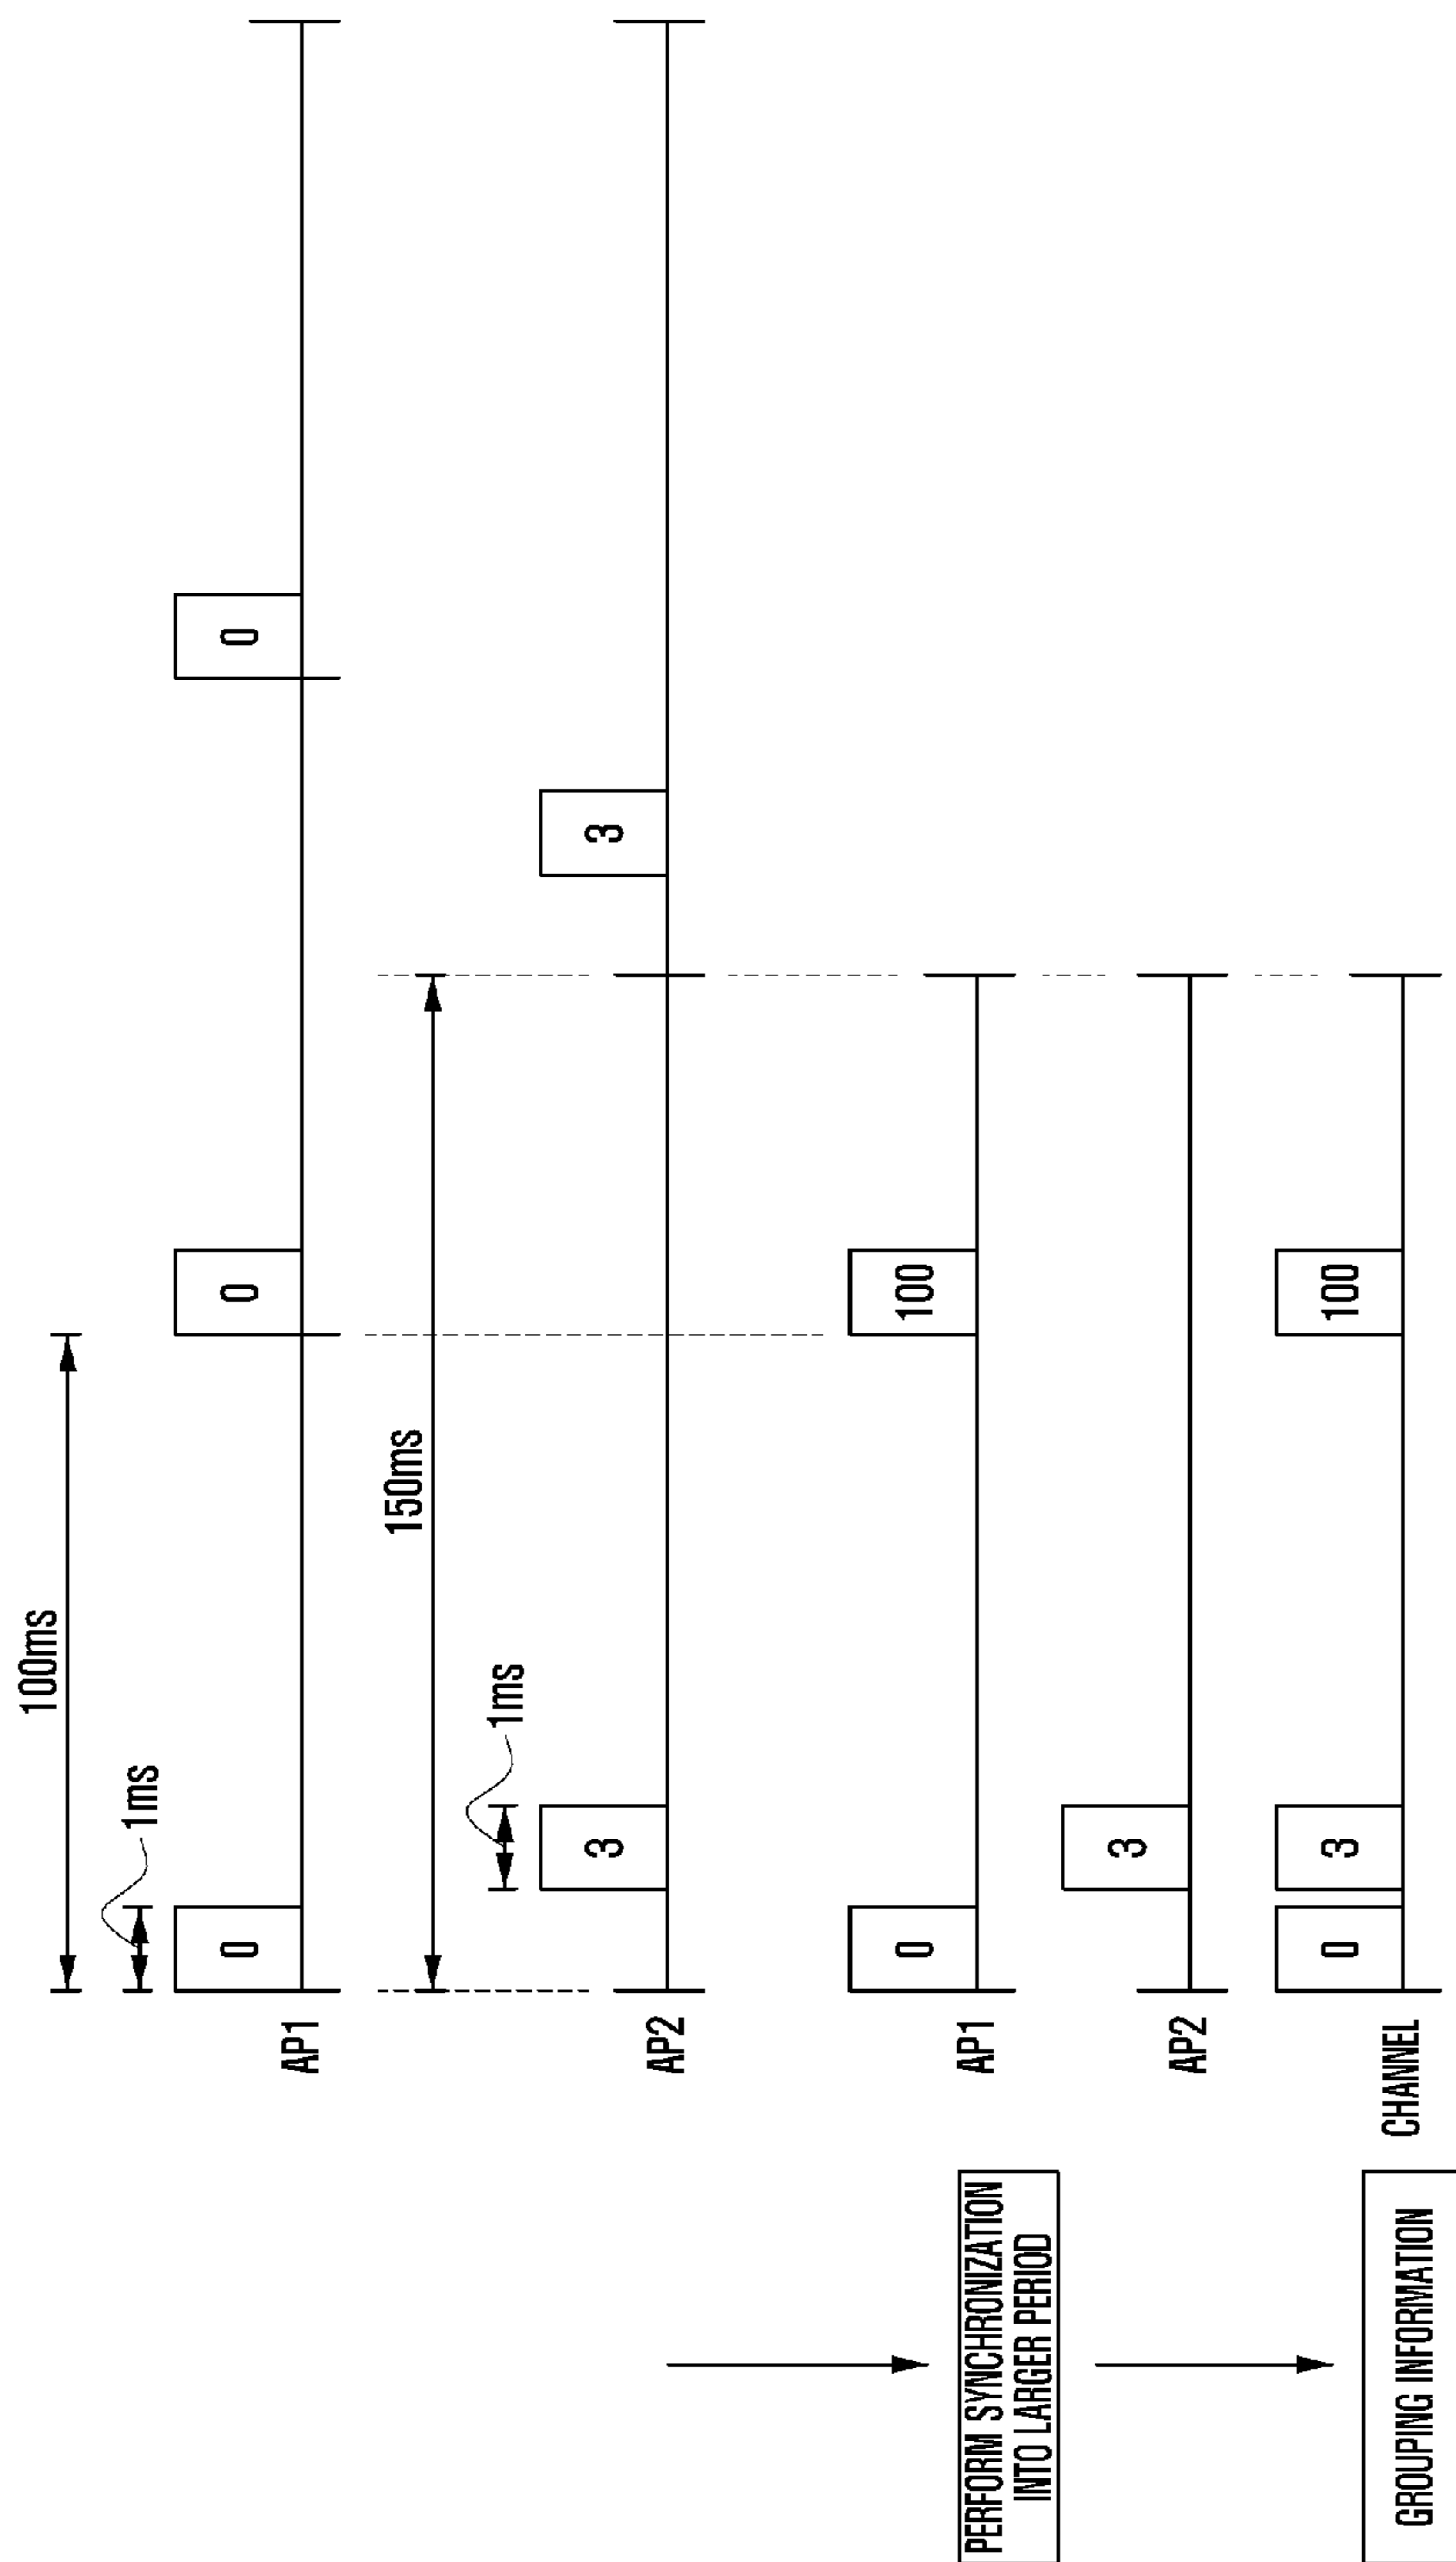 100ms
1ms
0
0
0
AP1
150ms
1ms
3
3
AP2
PERFORM SYNCHRONIZATION
INTO LARGER PERIOD
0
100
AP1
3
AP2
GROUPING INFORMATION
0
3
100
CHANNEL